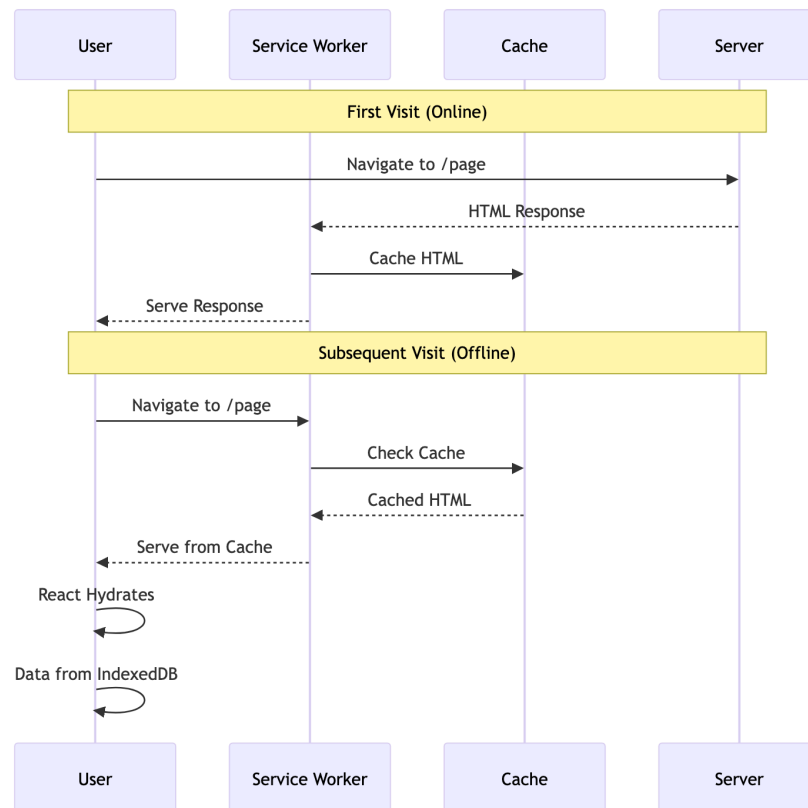 User
Service Worker
Cache
Server
First Visit (Online)
Navigate to /page
HTML Response
Cache HTML
Serve Response
Subsequent Visit (Offline)
Navigate to /page
Check Cache
Cached HTML
Serve from Cache
React Hydrates
Data from IndexedDB
User
Service Worker
Cache
Server